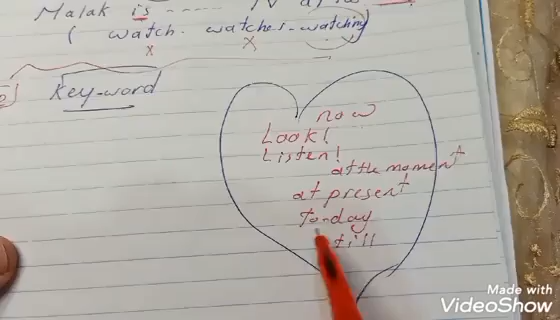 Malak is ----- TV
( watch. watches. watching)
x x
Key-word
now
Look!
Listen!
at the moment
at present
today
still
Made with
VideoShow